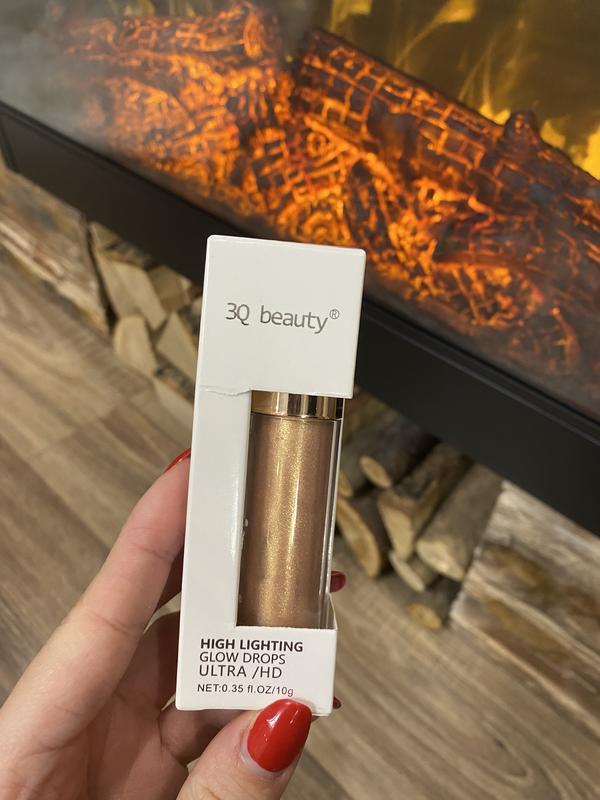 3Q beauty®
HIGH LIGHTING
GLOW DROPS
ULTRA /HD
NET:0.35 fl.OZ/10g